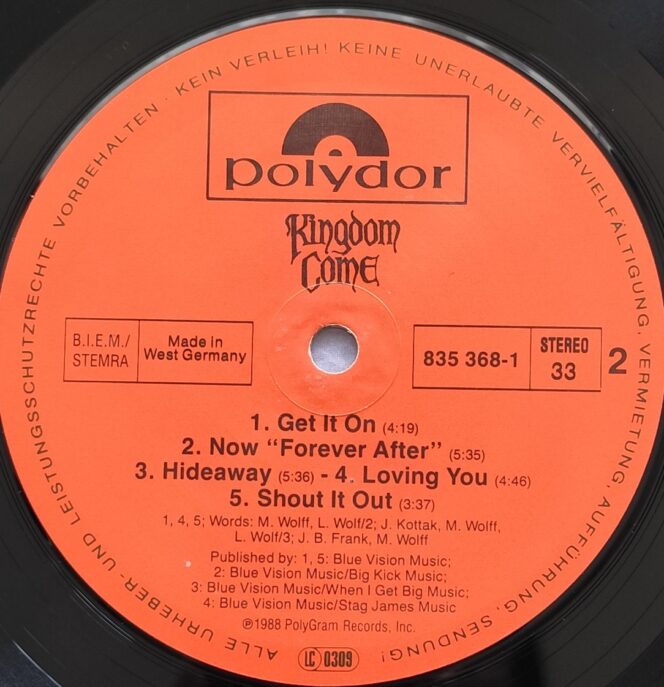 ALLE URHEBER- UND LEISTUNGSSCHUTZRECHTE VORBEHALTEN · KEIN VERLEIH! KEINE UNERLAUBTE VERVIELFÄLTIGUNG, VERMIETUNG, AUFFÜHRUNG, SENDUNG!
polydor
Kingdom
Come
B.I.E.M./
STEMRA
Made in
West Germany
835 368-1
STEREO
33
2
1. Get It On (4:19)
2. Now “Forever After” (5:35)
3. Hideaway (5:36) - 4. Loving You (4:46)
5. Shout It Out (3:37)
1, 4, 5; Words: M. Wolff, L. Wolf/2; J. Kottak, M. Wolff,
L. Wolf/3; J. B. Frank, M. Wolff
Published by: 1, 5: Blue Vision Music;
2: Blue Vision Music/Big Kick Music;
3: Blue Vision Music/When I Get Big Music;
4: Blue Vision Music/Stag James Music
℗1988 PolyGram Records, Inc.
LC 0309